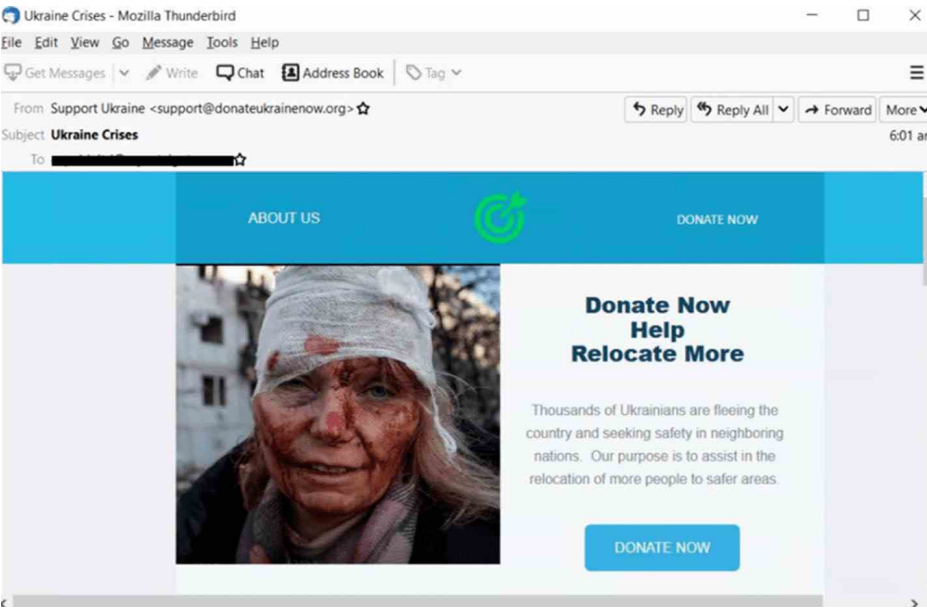 Ukraine Crises - Mozilla Thunderbird
File Edit View Go Message Tools Help
Get Messages Write Chat Address Book Tag
From Support Ukraine <support@donateukrainenow.org> Reply Reply All Forward More
Subject Ukraine Crises 6:01 am
To
ABOUT US DONATE NOW
Donate Now
Help
Relocate More
Thousands of Ukrainians are fleeing the
country and seeking safety in neighboring
nations. Our purpose is to assist in the
relocation of more people to safer areas.
DONATE NOW